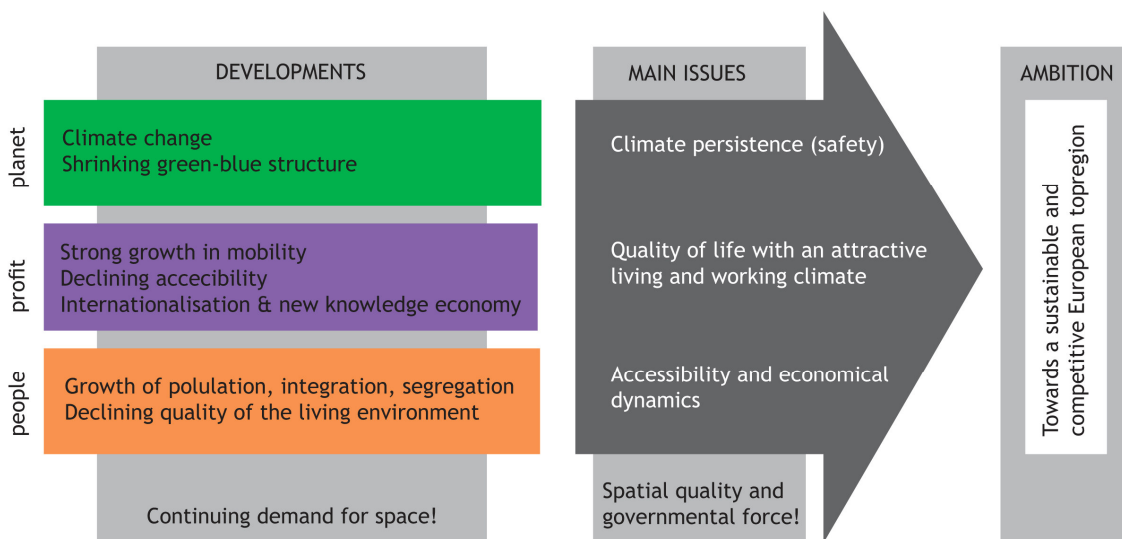 DEVELOPMENTS
planet
Climate change
Shrinking green-blue structure
profit
Strong growth in mobility
Declining accecibility
Internationalisation & new knowledge economy
people
Growth of polulation, integration, segregation
Declining quality of the living environment
Continuing demand for space!
MAIN ISSUES
Climate persistence (safety)
Quality of life with an attractive
living and working climate
Accessibility and economical
dynamics
Spatial quality and
governmental force!
AMBITION
Towards a sustainable and
competitive European topregion